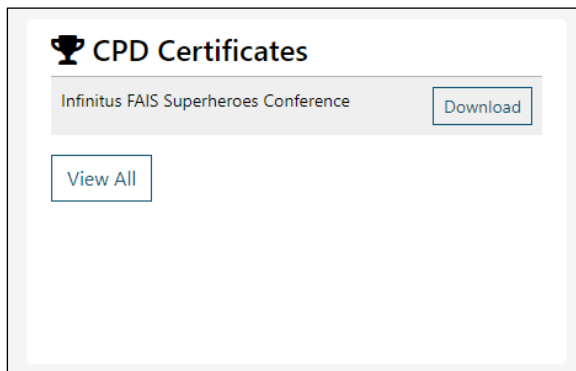 CPD Certificates
Infinitus FAIS Superheroes Conference
Download
View All